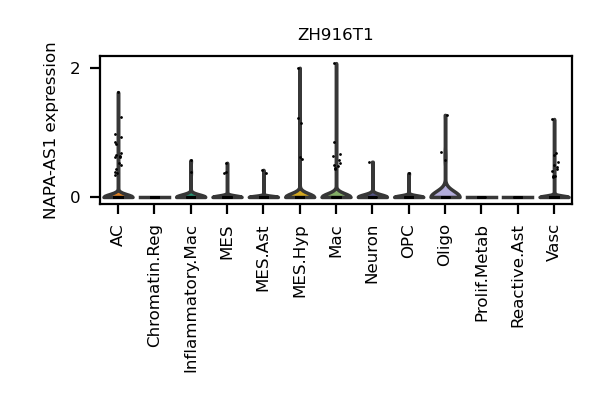 ZH916T1
NAPA-AS1 expression
2
0
AC
Chromatin.Reg
Inflammatory.Mac
MES
MES.Ast
MES.Hyp
Mac
Neuron
OPC
Oligo
Prolif.Metab
Reactive.Ast
Vasc